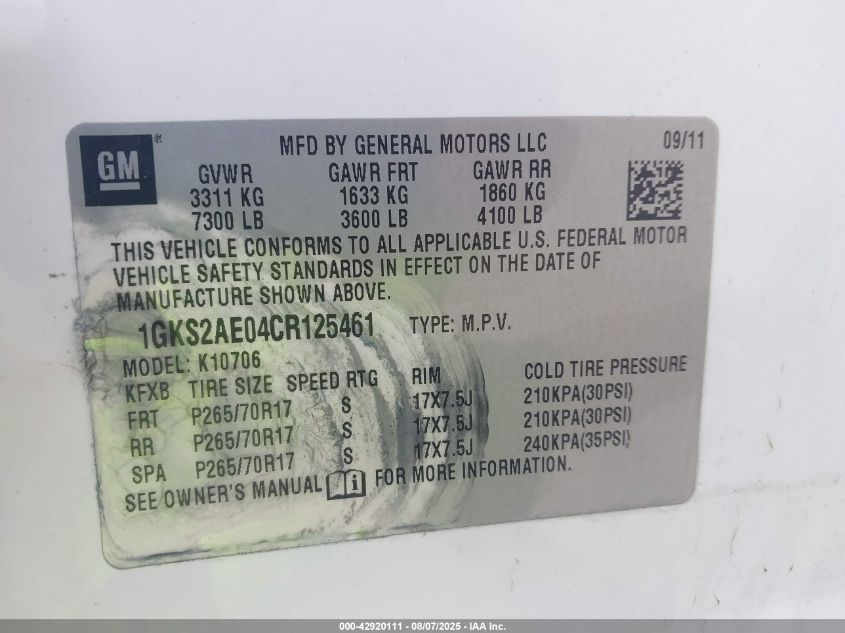 GM ®
MFD BY GENERAL MOTORS LLC 09/11
GVWR GAWR FRT GAWR RR
3311 KG 1633 KG 1860 KG
7300 LB 3600 LB 4100 LB
THIS VEHICLE CONFORMS TO ALL APPLICABLE U.S. FEDERAL MOTOR
VEHICLE SAFETY STANDARDS IN EFFECT ON THE DATE OF
MANUFACTURE SHOWN ABOVE.
1GKS2AE04CR125461 TYPE: M.P.V.
MODEL: K10706
KFXB TIRE SIZE SPEED RTG RIM COLD TIRE PRESSURE
FRT P265/70R17 S 17X7.5J 210KPA(30PSI)
RR P265/70R17 S 17X7.5J 210KPA(30PSI)
SPA P265/70R17 S 17X7.5J 240KPA(35PSI)
SEE OWNER'S MANUAL i FOR MORE INFORMATION.
000-42920111 - 08/07/2025 - IAA Inc.